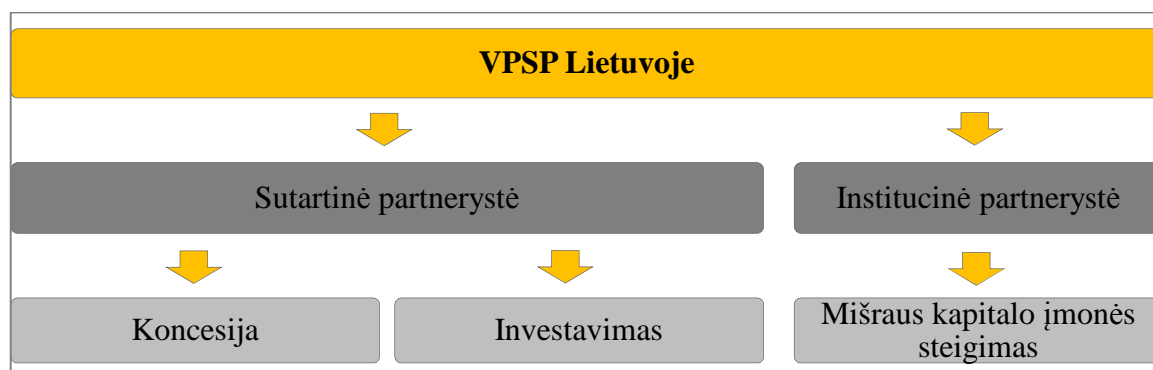 VPSP Lietuvoje
Sutartinė partnerystė
Institucinė partnerystė
Koncesija
Investavimas
Mišraus kapitalo įmonės
steigimas